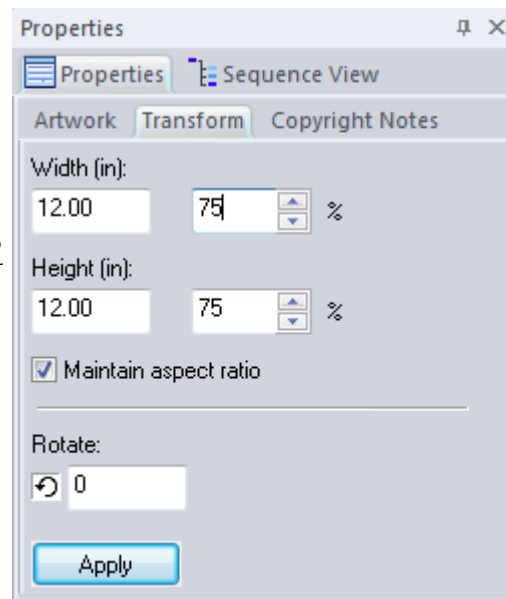 Properties
Properties Sequence View
Artwork Transform Copyright Notes
Width (in):
12.00 75 %
Height (in):
12.00 75 %
Maintain aspect ratio
Rotate:
0
Apply